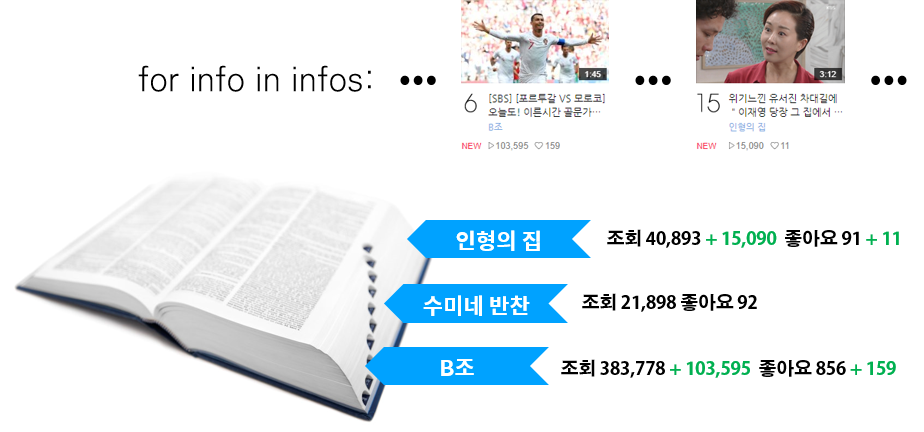 for info in infos: ••• ••• •••
1:45
3:12
6 [SBS] [포르투갈 VS 모로코]
오늘도! 이른시간 골문가…
B조
NEW ▷103,595 ♡159
15 위기느낀 유서진 차대길에
" 이재영 당장 그 집에서 …
인형의 집
NEW ▷15,090 ♡11
인형의 집 조회 40,893 + 15,090 좋아요 91 + 11
수미네 반찬 조회 21,898 좋아요 92
B조 조회 383,778 + 103,595 좋아요 856 + 159